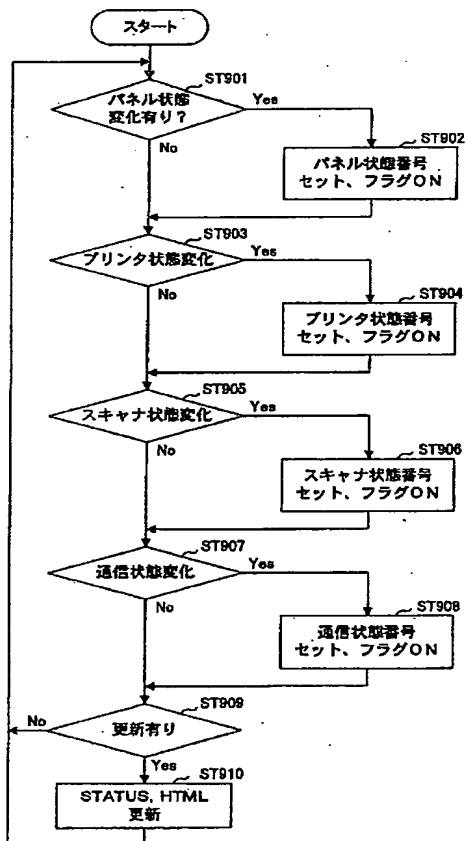 スタート
ST901
パネル状態
変化有り？
Yes
No
ST902
パネル状態番号
セット、フラグON
ST903
プリンタ状態変化
Yes
No
ST904
プリンタ状態番号
セット、フラグON
ST905
スキャナ状態変化
Yes
No
ST906
スキャナ状態番号
セット、フラグON
ST907
通信状態変化
Yes
No
ST908
通信状態番号
セット、フラグON
ST909
更新有り
No
Yes
ST910
STATUS, HTML
更新